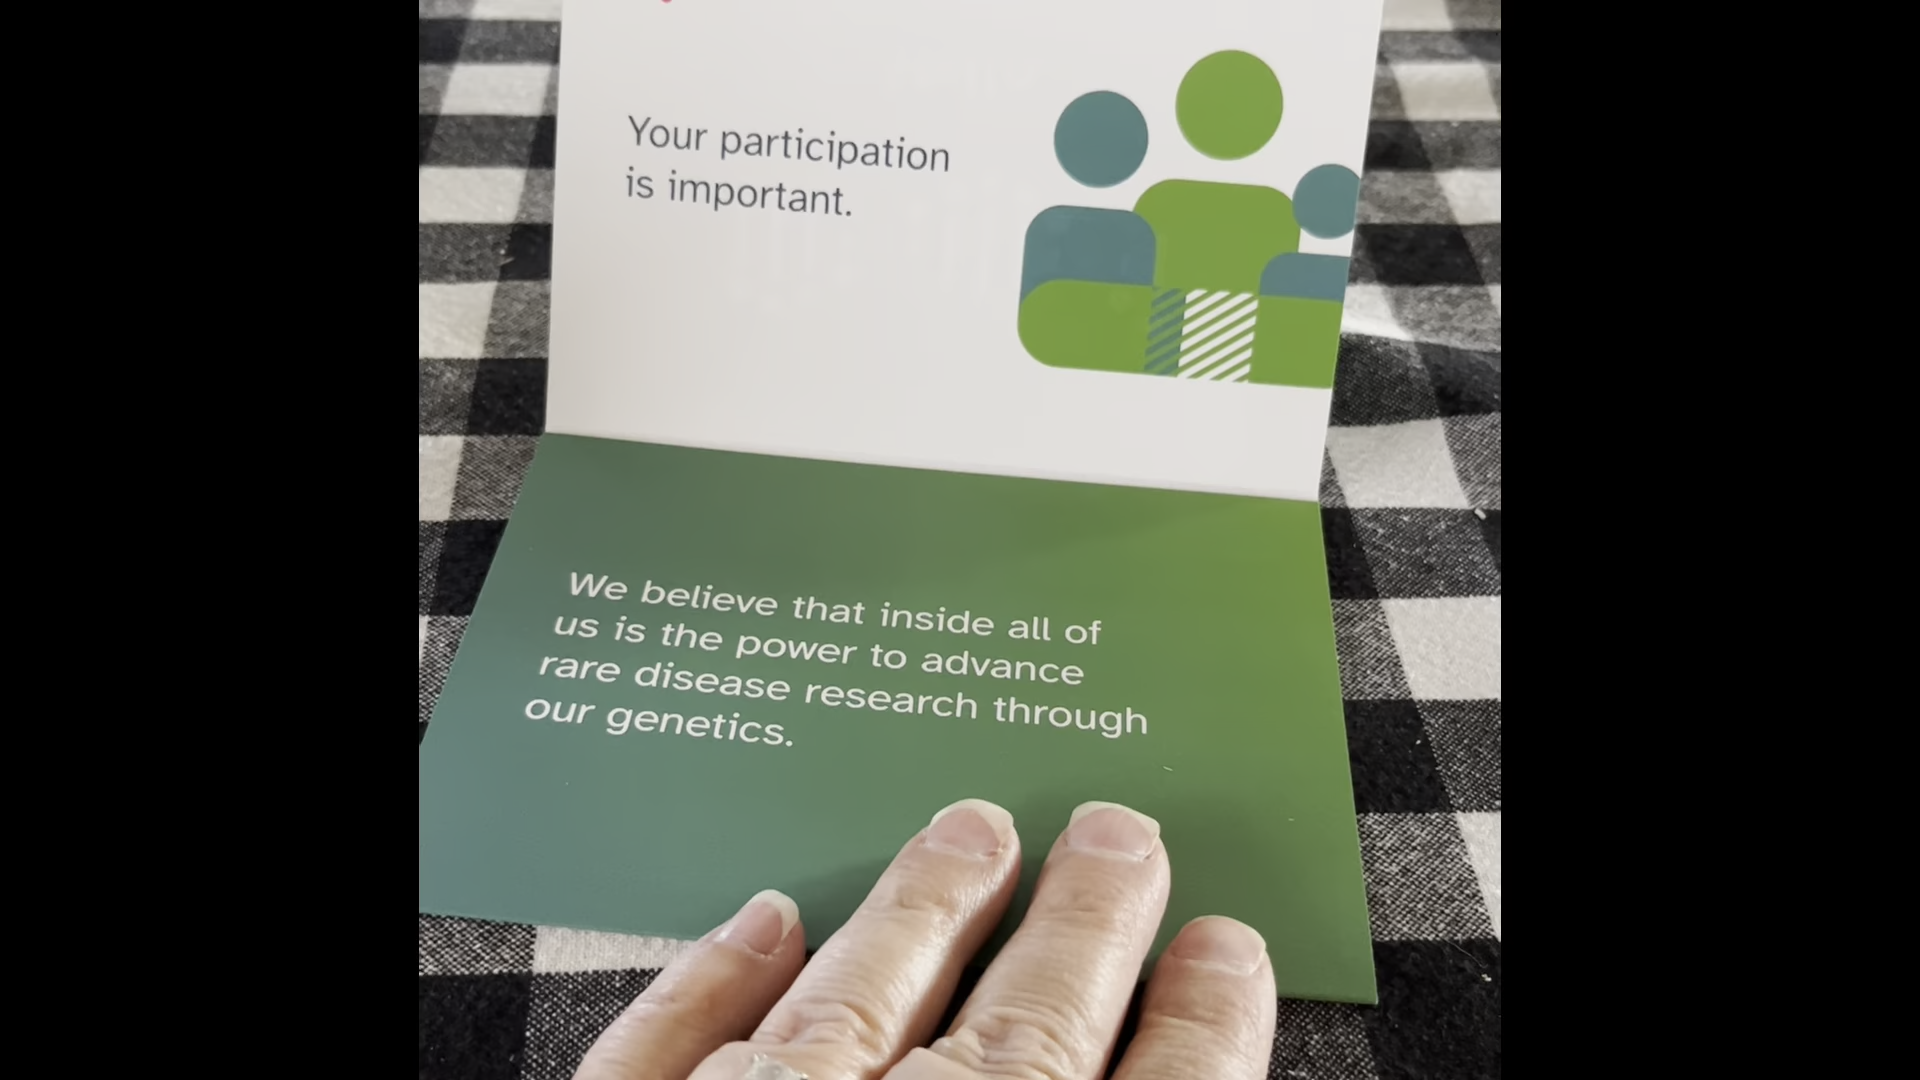 Your participation
is important.
We believe that inside all of
us is the power to advance
rare disease research through
our genetics.